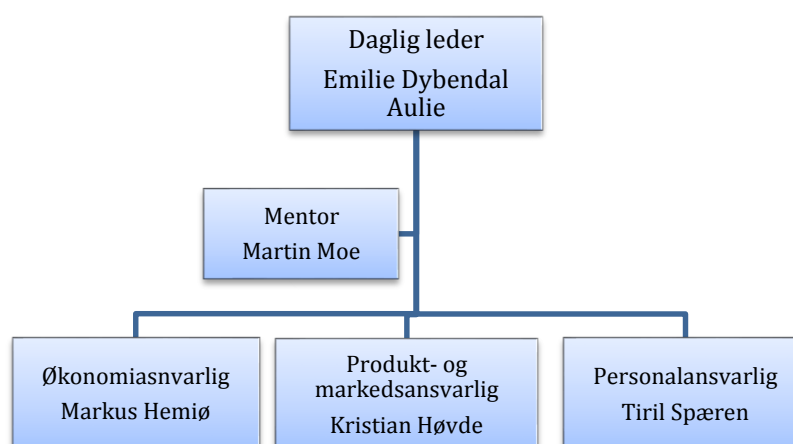 Daglig leder
Emilie Dybendal
Aulie
Mentor
Martin Moe
Økonomiasnvarlig
Markus Hemiø
Produkt- og
markedsansvarlig
Kristian Høvde
Personalansvarlig
Tiril Spæren